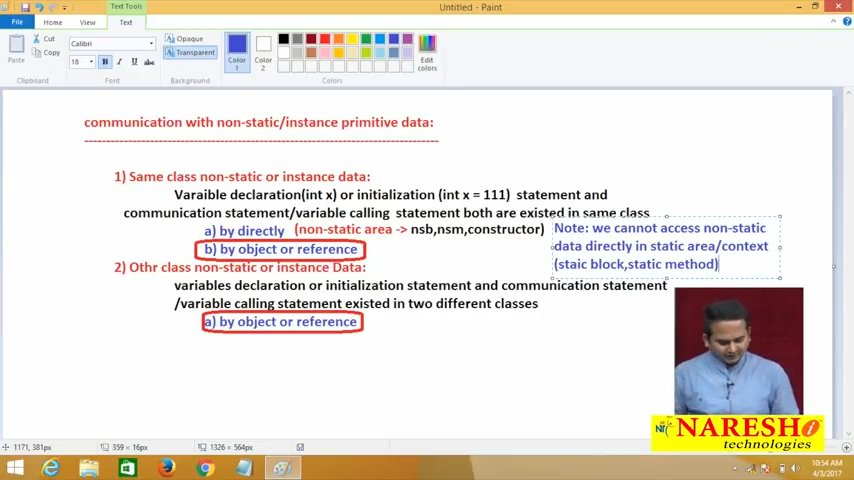 Text Tools
Untitled - Paint
File
Home
View
Text
Paste
Cut
Copy
Clipboard
Calibri
18
B
I
U
abc
Font
Opaque
Transparent
Background
Color
1
Color
2
Edit
colors
Colors
communication with non-static/instance primitive data:
----------------------------------------------------------------------------------
1) Same class non-static or instance data:
Varaible declaration(int x) or initialization (int x = 111) statement and
communication statement/variable calling statement both are existed in same class
a) by directly (non-static area -> nsb,nsm,constructor)
b) by object or reference
Note: we cannot access non-static
data directly in static area/context
(staic block,static method)
2) Othr class non-static or instance Data:
variables declaration or initialization statement and communication statement
/variable calling statement existed in two different classes
a) by object or reference
NARESH i
technologies
1171, 381px
359 × 16px
1326 × 564px
100%
10:54 AM
4/3/2017